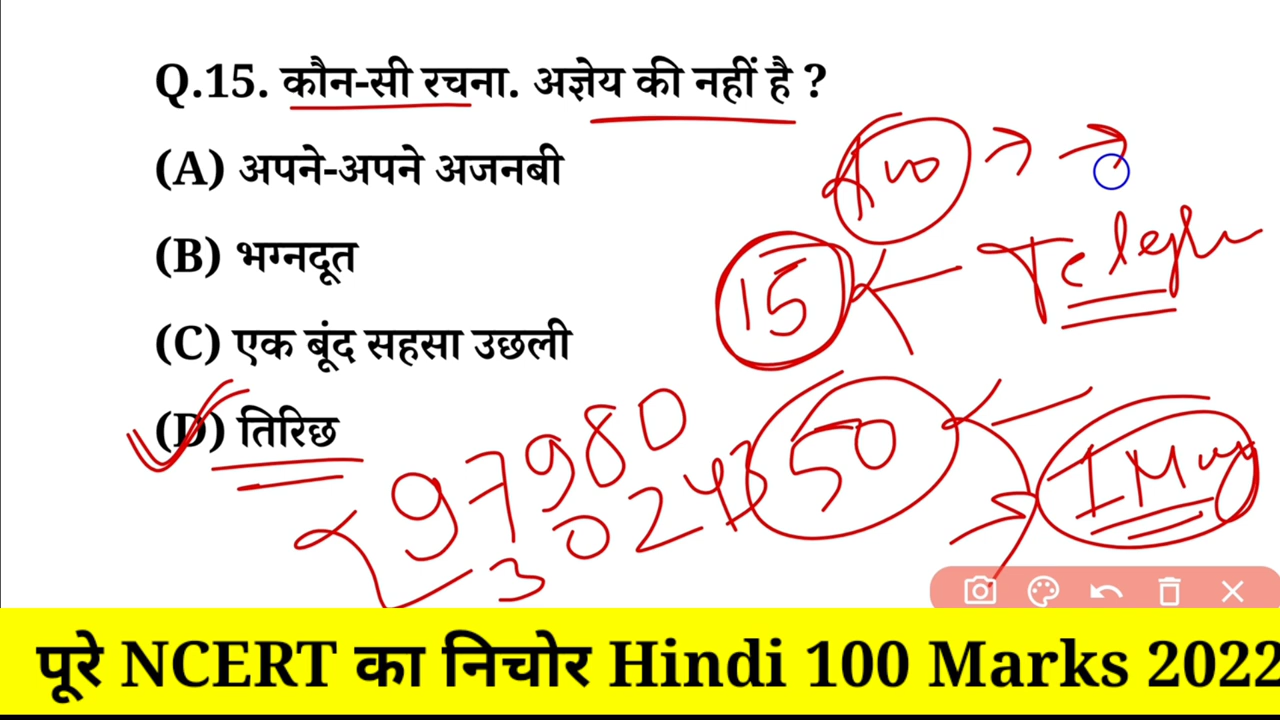 Q.15. कौन-सी रचना. अज्ञेय की नहीं है ?
(A) अपने-अपने अजनबी
(B) भग्नदूत
15
(C) एक बूंद सहसा उछली
(D) तिरिछ
50
पूरे NCERT का निचोर Hindi 100 Marks 2022